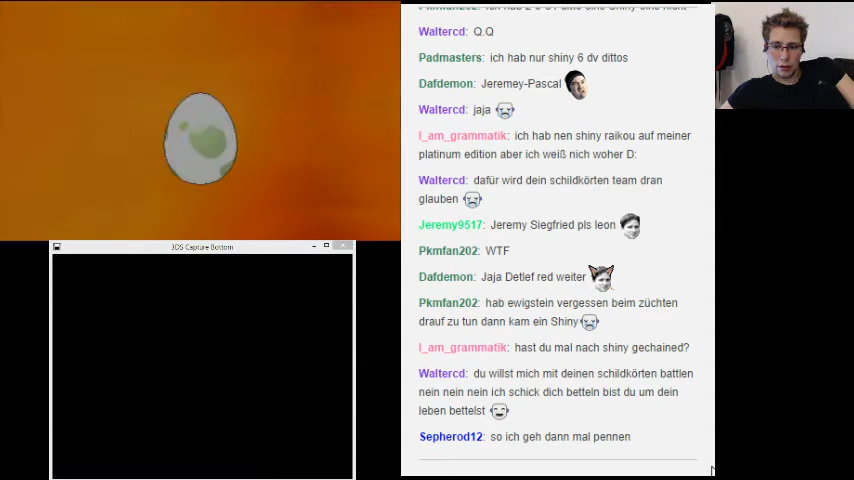 Waltercd: Q.Q
Padmasters: ich hab nur shiny 6 dv dittos
Dafdemon: Jeremey-Pascal
Waltercd: jaja
I_am_grammatik: ich hab nen shiny raikou auf meiner
platinum edition aber ich weiß nich woher D:
Waltercd: dafür wird dein schildkörten team dran
glauben
Jeremy9517: Jeremy Siegfried pls leon
Pkmfan202: WTF
Dafdemon: Jaja Detlef red weiter
Pkmfan202: hab ewigstein vergessen beim züchten
drauf zu tun dann kam ein Shiny
I_am_grammatik: hast du mal nach shiny gechained?
Waltercd: du willst mich mit deinen schildkörten battlen
nein nein nein ich schick dich betteln bist du um dein
leben bettelst
Sepherod12: so ich geh dann mal pennen
3DS Capture Bottom